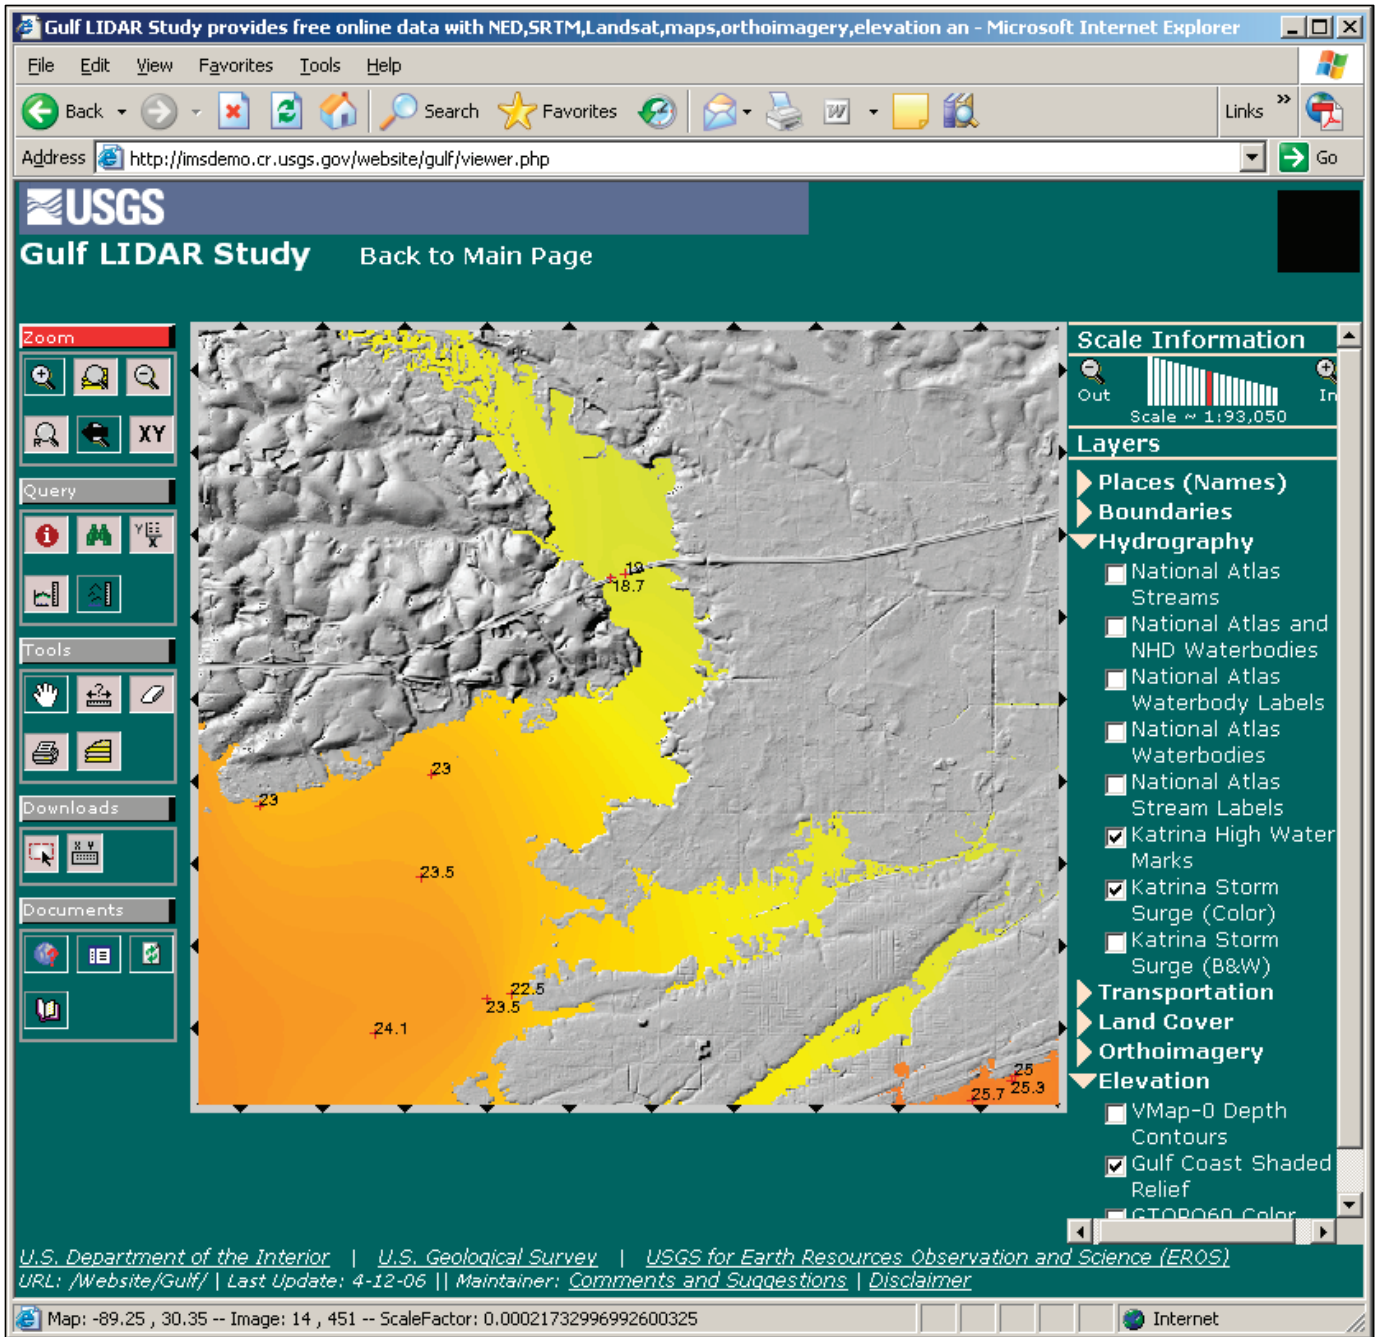 Gulf LIDAR Study provides free online data with NED,SRTM,Landsat,maps,orthoimagery,elevation an - Microsoft Internet Explorer
File Edit View Favorites Tools Help
Back Search Favorites Links »
Address http://imsdemo.cr.usgs.gov/website/gulf/viewer.php Go
USGS
Gulf LIDAR Study Back to Main Page
Zoom
R
XY
Query
Y
X
Tools
?
Downloads
X Y
Documents
19
18.7
23
23
23.5
22.5
23.5
24.1
25
25.3
25.7
Scale Information
Out In
Scale ~ 1:93,050
Layers
Places (Names)
Boundaries
Hydrography
National Atlas
Streams
National Atlas and
NHD Waterbodies
National Atlas
Waterbody Labels
National Atlas
Waterbodies
National Atlas
Stream Labels
Katrina High Water
Marks
Katrina Storm
Surge (Color)
Katrina Storm
Surge (B&W)
Transportation
Land Cover
Orthoimagery
Elevation
VMap-0 Depth
Contours
Gulf Coast Shaded
Relief
GTOPO60 Color
U.S. Department of the Interior | U.S. Geological Survey | USGS for Earth Resources Observation and Science (EROS)
URL: /Website/Gulf/ | Last Update: 4-12-06 || Maintainer: Comments and Suggestions | Disclaimer
Map: -89.25 , 30.35 -- Image: 14 , 451 -- ScaleFactor: 0.000217329969926003​25 Internet